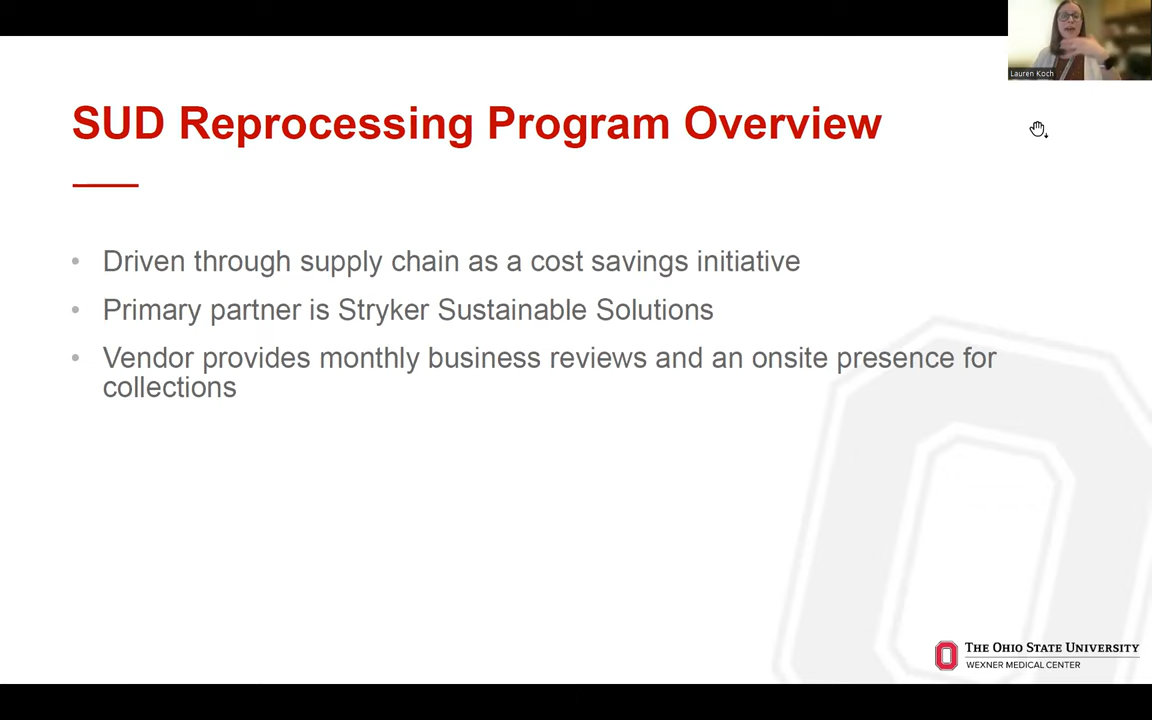 Lauren Koch
SUD Reprocessing Program Overview
• Driven through supply chain as a cost savings initiative
• Primary partner is Stryker Sustainable Solutions
• Vendor provides monthly business reviews and an onsite presence for
collections
THE OHIO STATE UNIVERSITY
WEXNER MEDICAL CENTER